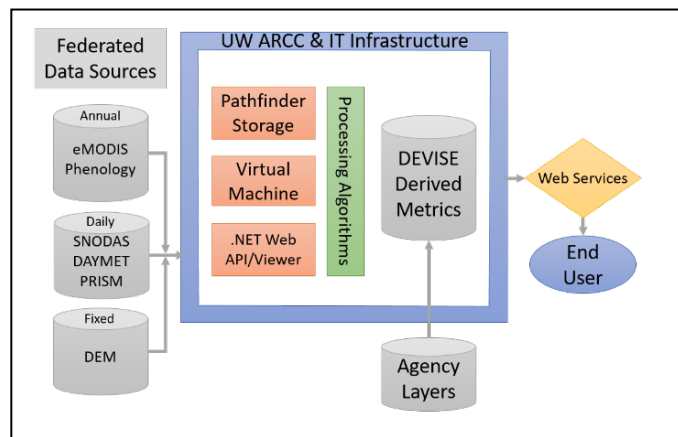 Federated
Data Sources
UW ARCC & IT Infrastructure
Annual
eMODIS
Phenology
Daily
SNODAS
DAYMET
PRISM
Fixed
DEM
Pathfinder
Storage
Virtual
Machine
.NET Web
API/Viewer
Processing Algorithms
DEVISE
Derived
Metrics
Agency
Layers
Web Services
End
User